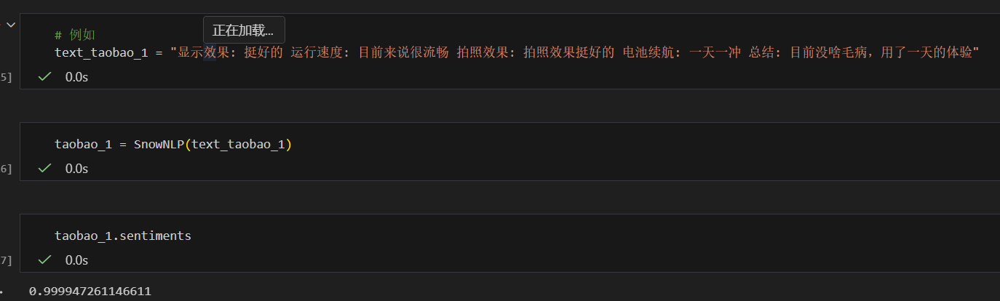 正在加载...
# 例如
text_taobao_1 = "显示效果: 挺好的 运行速度: 目前来说很流畅 拍照效果: 拍照效果挺好的 电池续航: 一天一冲 总结: 目前没啥毛病，用了一天的体验"
5]
0.0s
taobao_1 = SnowNLP(text_taobao_1)
6]
0.0s
taobao_1.sentiments
7]
0.0s
0.999947261146611